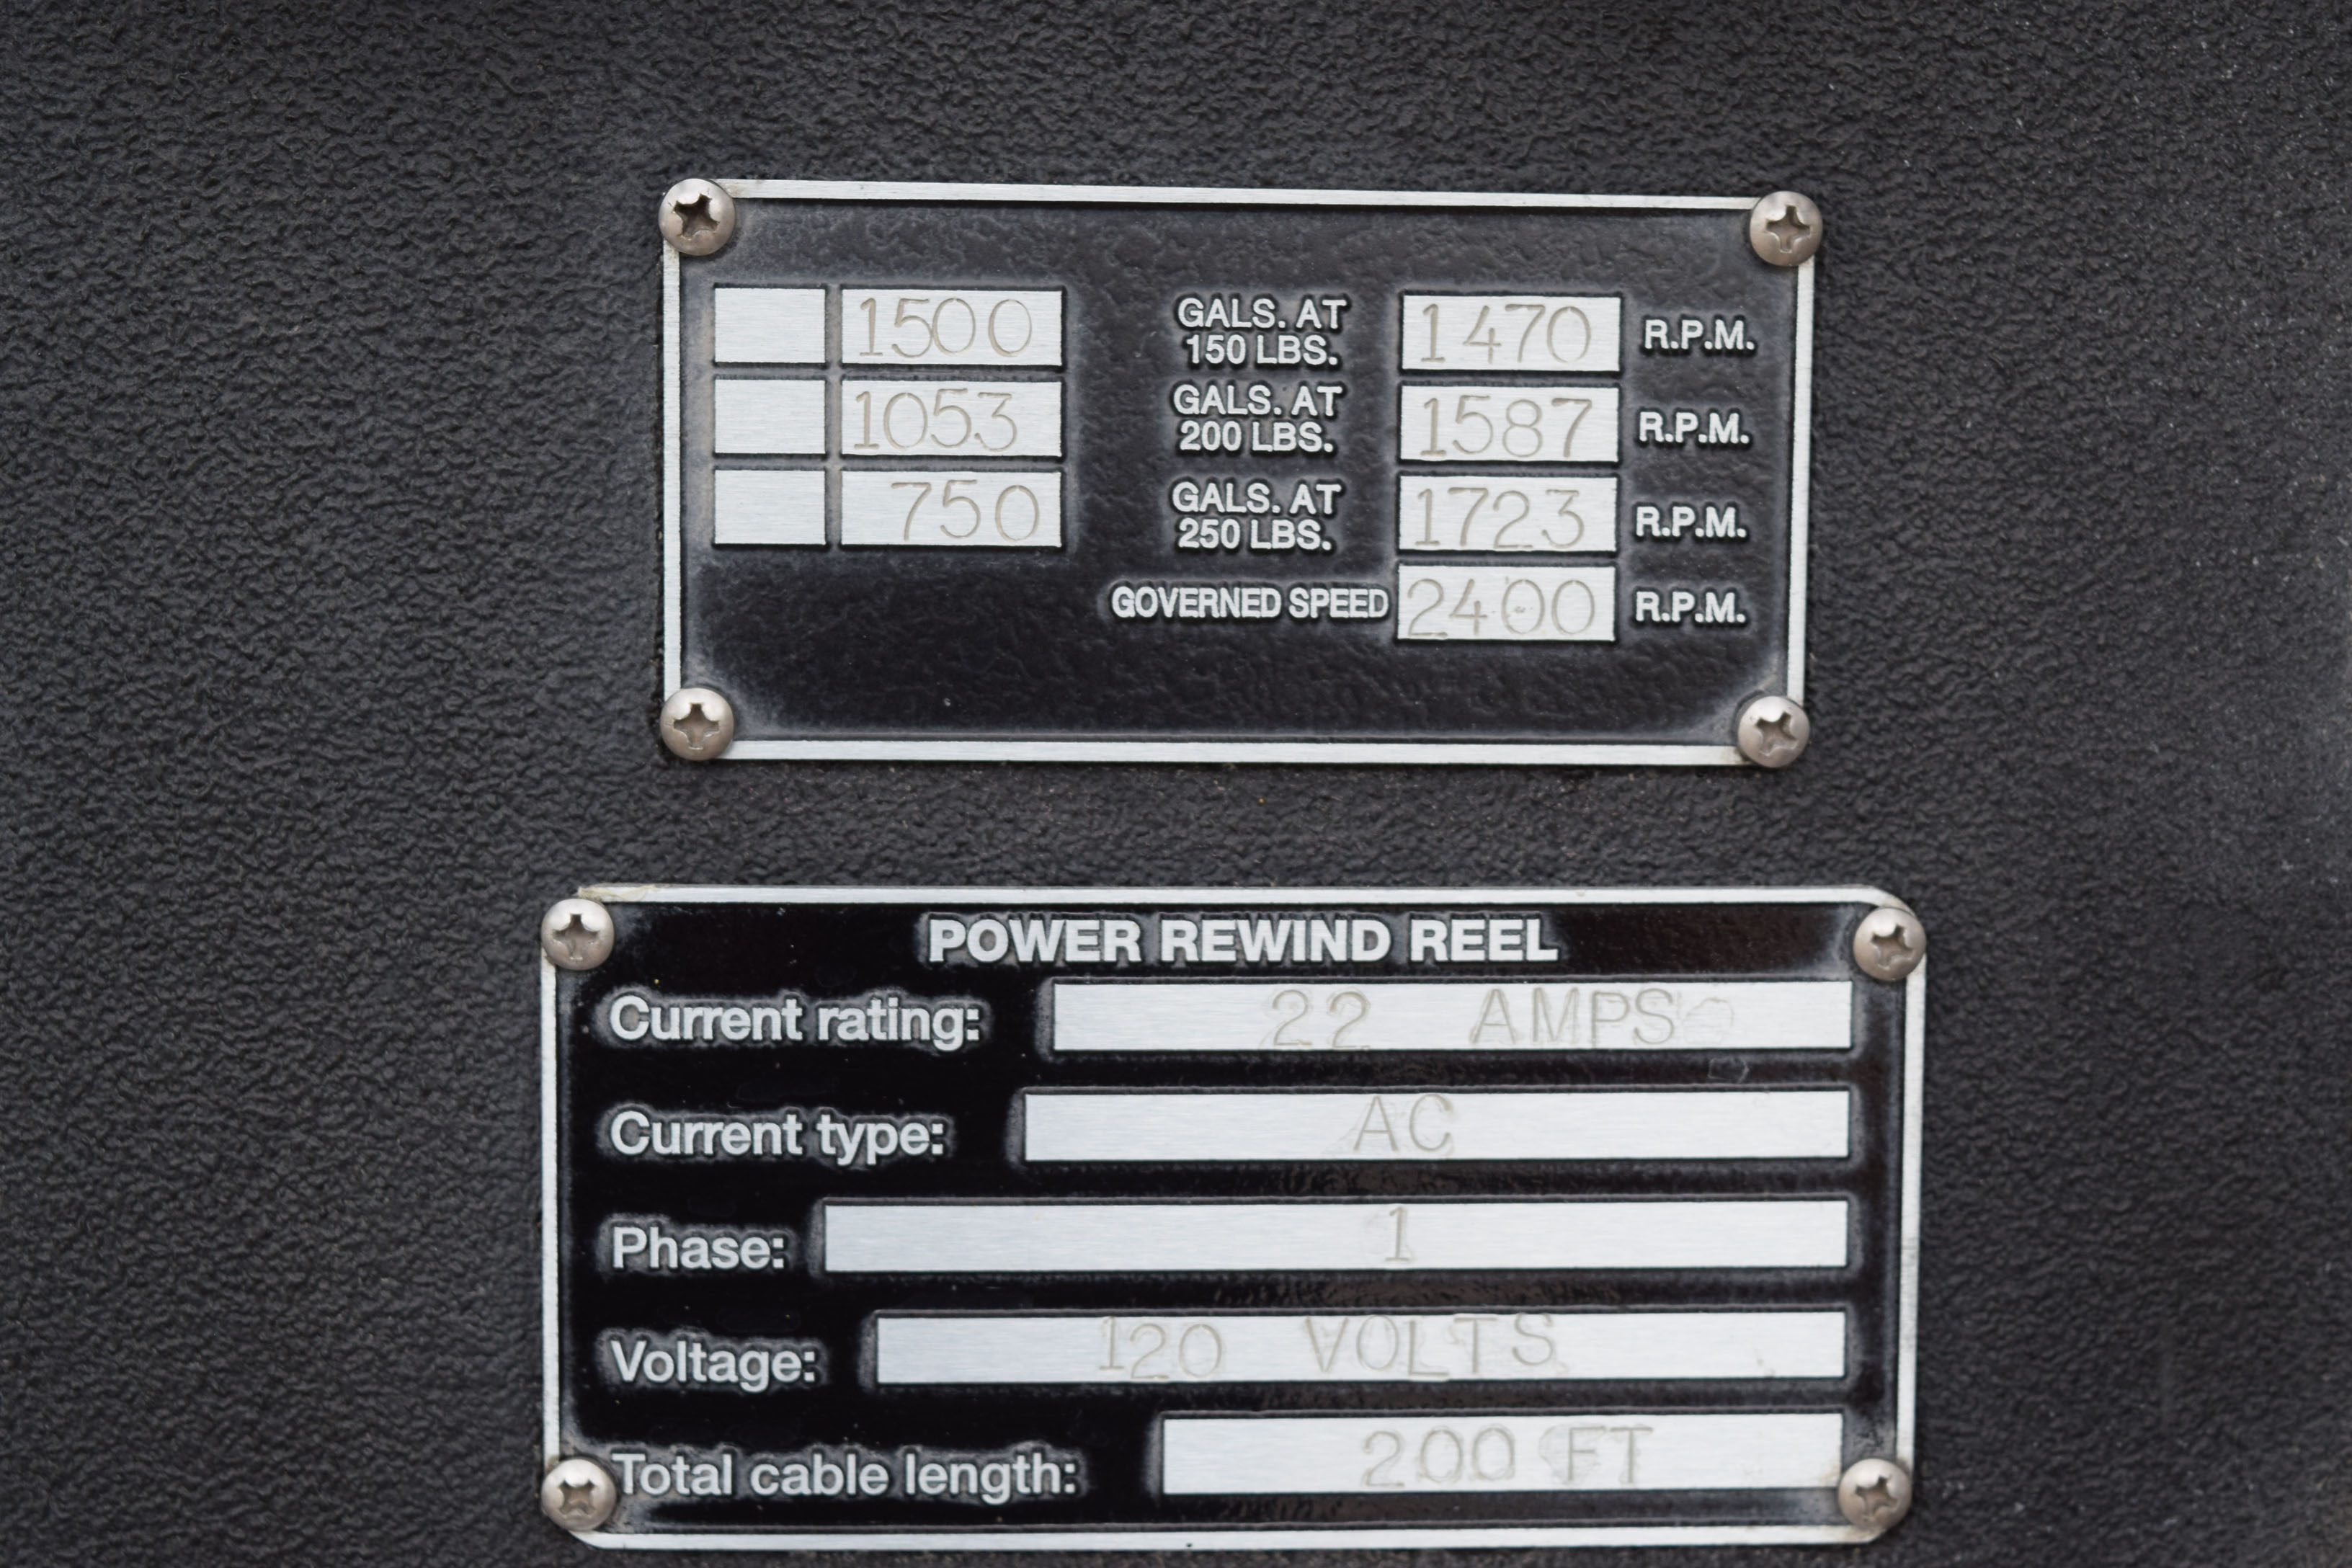 1500 GALS. AT 150 LBS. 1470 R.P.M.
1053 GALS. AT 200 LBS. 1587 R.P.M.
750 GALS. AT 250 LBS. 1723 R.P.M.
GOVERNED SPEED 2400 R.P.M.
POWER REWIND REEL
Current rating: 22 AMPS
Current type: AC
Phase: 1
Voltage: 120 VOLTS
Total cable length: 200 FT